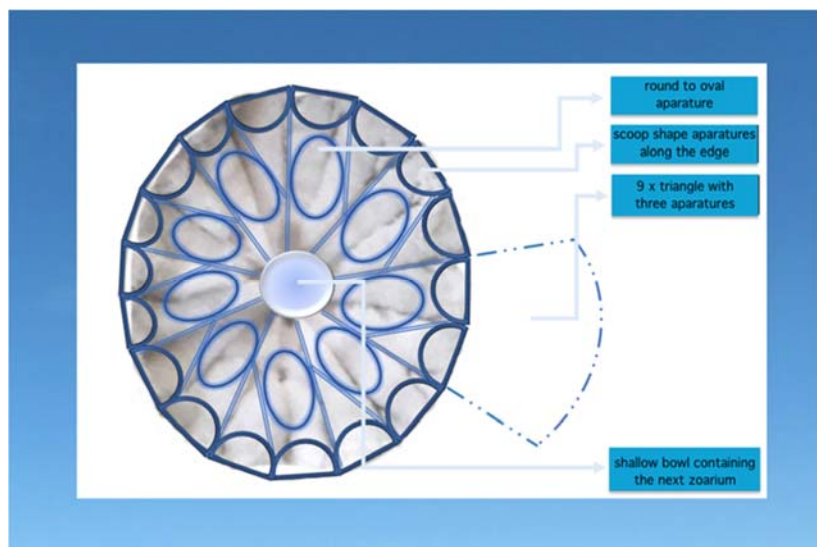 round to oval
aparature
scoop shape aparatures
along the edge
9 x triangle with
three aparatures
shallow bowl containing
the next zoarium